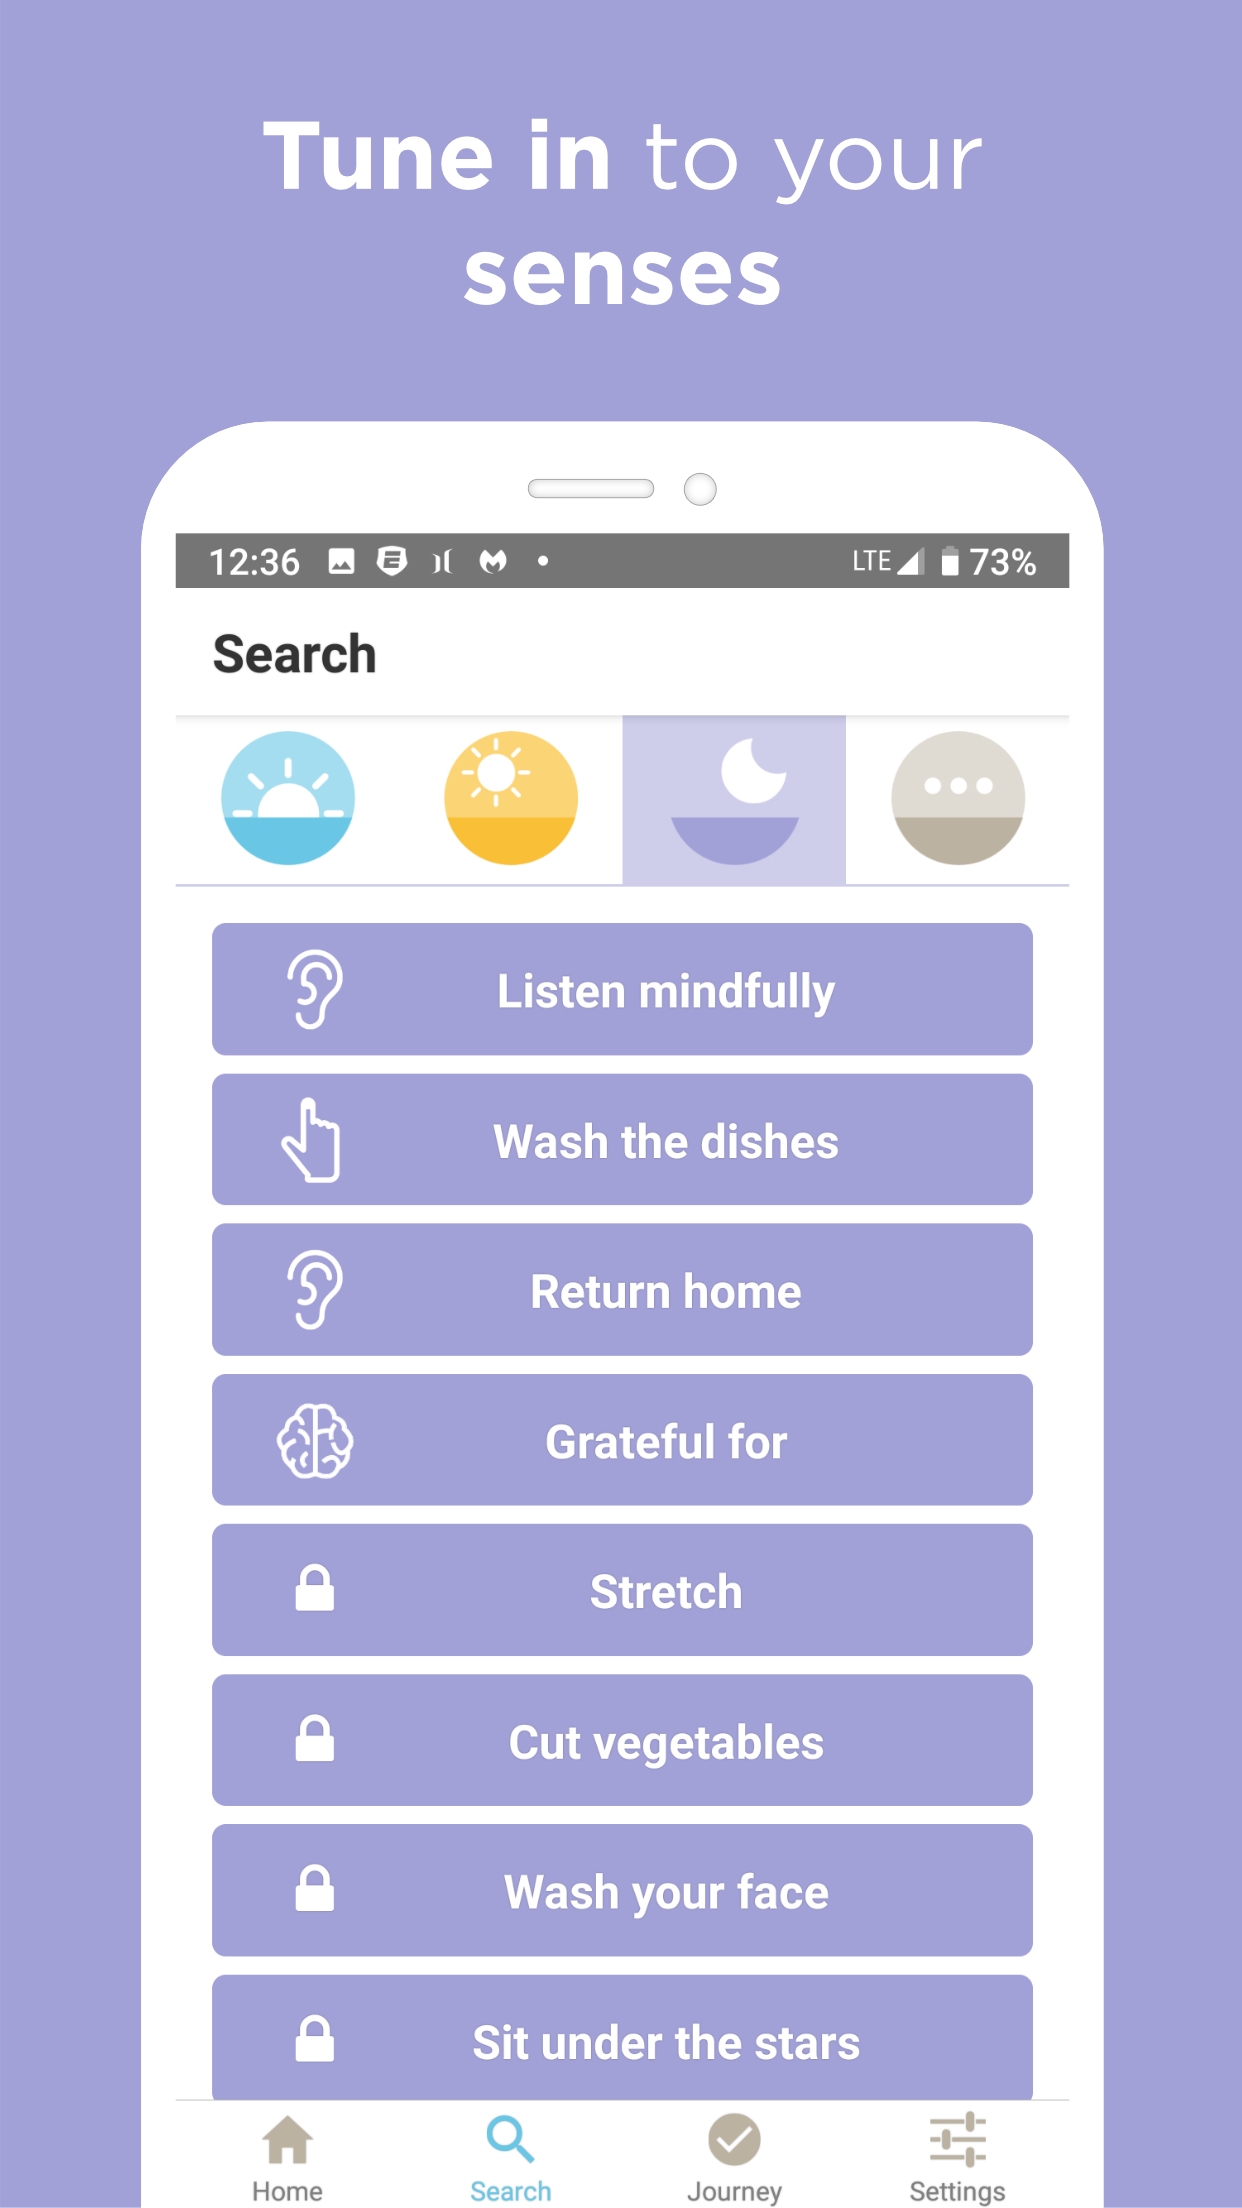 Tune in to your
senses
12:36
LTE 73%
Search
Listen mindfully
Wash the dishes
Return home
Grateful for
Stretch
Cut vegetables
Wash your face
Sit under the stars
Home
Search
Journey
Settings